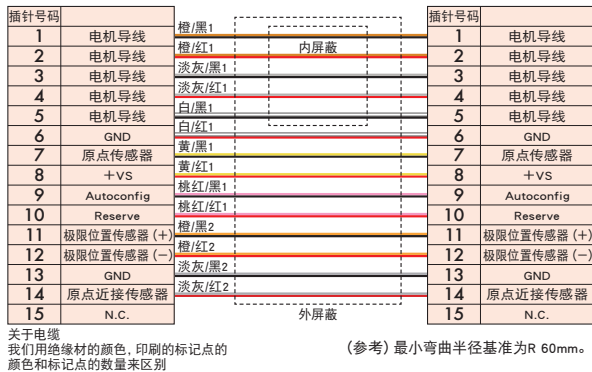 插针号码 插针号码
1 电机导线 橙/黑1 1 电机导线
2 电机导线 橙/红1 内屏蔽 2 电机导线
3 电机导线 淡灰/黑1 3 电机导线
4 电机导线 淡灰/红1 4 电机导线
5 电机导线 白/黑1 5 电机导线
6 GND 白/红1 6 GND
7 原点传感器 黄/黑1 7 原点传感器
8 +VS 黄/红1 8 +VS
9 Autoconfig 桃红/黑1 9 Autoconfig
10 Reserve 桃红/红1 10 Reserve
11 极限位置传感器(+) 橙/黑2 11 极限位置传感器(+)
12 极限位置传感器(-) 橙/红2 12 极限位置传感器(-)
13 GND 淡灰/黑2 13 GND
14 原点近接传感器 淡灰/红2 14 原点近接传感器
15 N.C. 外屏蔽 15 N.C.
关于电缆
我们用绝缘材的颜色,印刷的标记点的
颜色和标记点的数量来区别
(参考)最小弯曲半径基准为R 60mm。